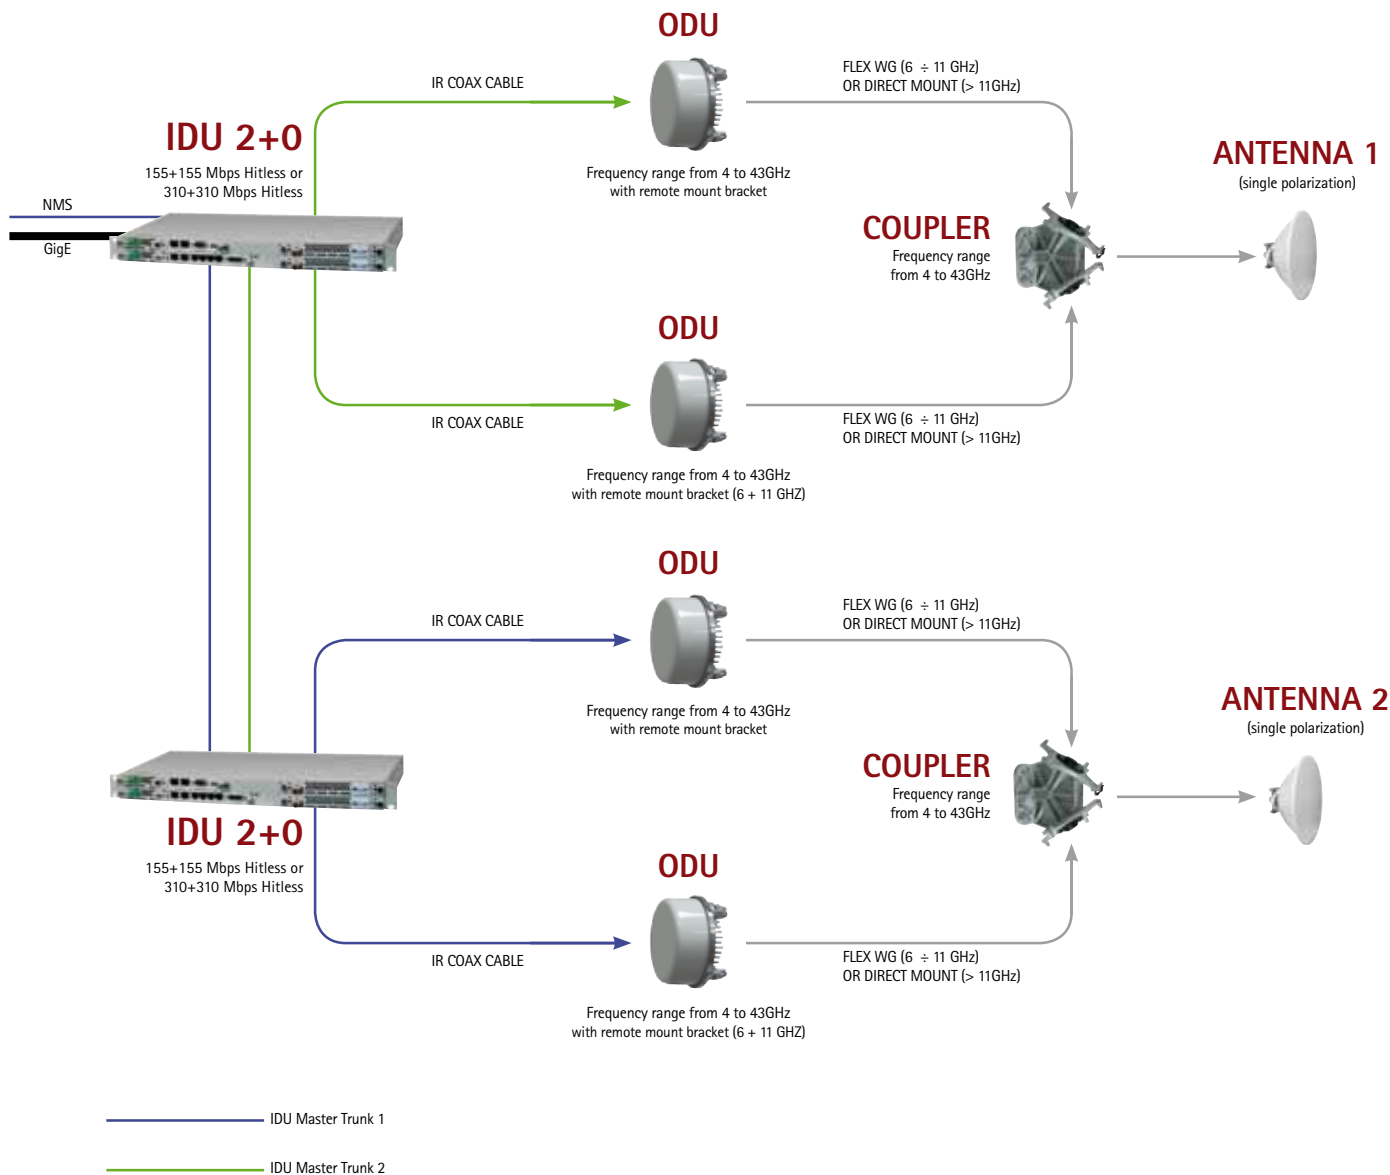 ODU
IR COAX CABLE
FLEX WG (6 ÷ 11 GHz)
OR DIRECT MOUNT (> 11GHz)
IDU 2+0
155+155 Mbps Hitless or
310+310 Mbps Hitless
Frequency range from 4 to 43GHz
with remote mount bracket
ANTENNA 1
(single polarization)
NMS
GigE
COUPLER
Frequency range
from 4 to 43GHz
ODU
IR COAX CABLE
FLEX WG (6 ÷ 11 GHz)
OR DIRECT MOUNT (> 11GHz)
Frequency range from 4 to 43GHz
with remote mount bracket (6 + 11 GHZ)
ODU
IR COAX CABLE
FLEX WG (6 ÷ 11 GHz)
OR DIRECT MOUNT (> 11GHz)
Frequency range from 4 to 43GHz
with remote mount bracket
ANTENNA 2
(single polarization)
COUPLER
Frequency range
from 4 to 43GHz
IDU 2+0
155+155 Mbps Hitless or
310+310 Mbps Hitless
ODU
IR COAX CABLE
FLEX WG (6 ÷ 11 GHz)
OR DIRECT MOUNT (> 11GHz)
Frequency range from 4 to 43GHz
with remote mount bracket (6 + 11 GHZ)
IDU Master Trunk 1
IDU Master Trunk 2